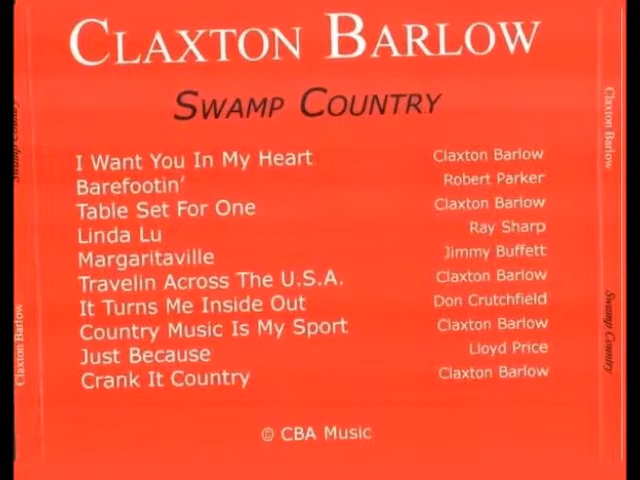 CLAXTON BARLOW
SWAMP COUNTRY
I Want You In My Heart Claxton Barlow
Barefootin' Robert Parker
Table Set For One Claxton Barlow
Linda Lu Ray Sharp
Margaritaville Jimmy Buffett
Travelin Across The U.S.A. Claxton Barlow
It Turns Me Inside Out Don Crutchfield
Country Music Is My Sport Claxton Barlow
Just Because Lloyd Price
Crank It Country Claxton Barlow
© CBA Music
Swamp Country
Claxton Barlow
Claxton Barlow
Swamp Country